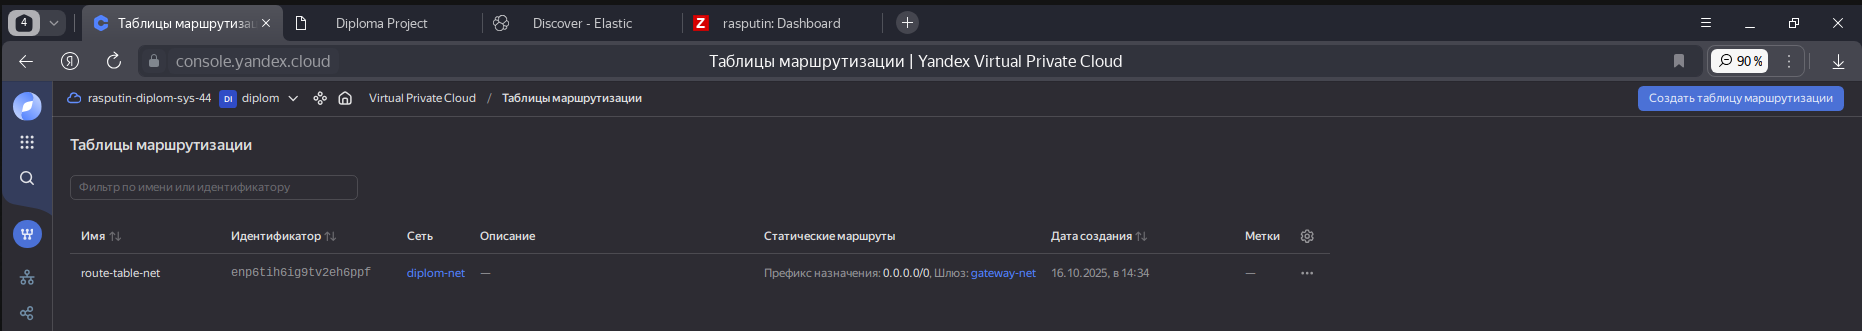 4 Таблицы маршрутизац Diploma Project Discover - Elastic Z rasputin: Dashboard
Я console.yandex.cloud Таблицы маршрутизации | Yandex Virtual Private Cloud 90 %
rasputin-diplom-sys-44 DI diplom Virtual Private Cloud / Таблицы маршрутизации Создать таблицу маршрутизации
Таблицы маршрутизации
Фильтр по имени или идентификатору
Имя Идентификатор Сеть Описание Статические маршруты Дата создания Метки
route-table-net enp6tih6ig9tv2eh6ppf diplom-net — Префикс назначения: 0.0.0.0/0, Шлюз: gateway-net 16.10.2025, в 14:34 —